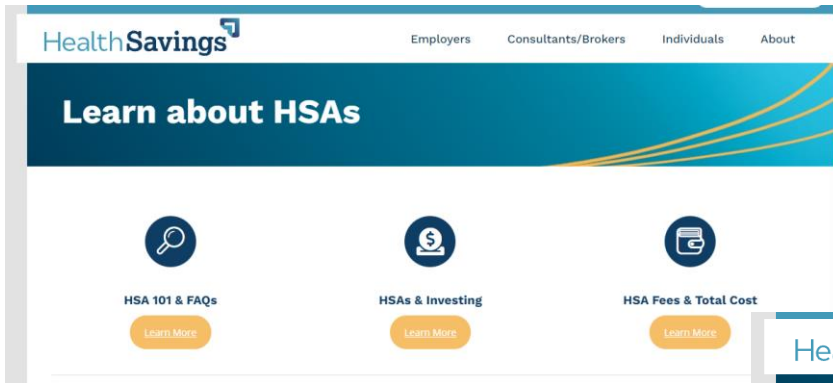 HealthSavings
Employers Consultants/Brokers Individuals About
Learn about HSAs
HSA 101 & FAQs HSAs & Investing HSA Fees & Total Cost
Learn More Learn More Learn More